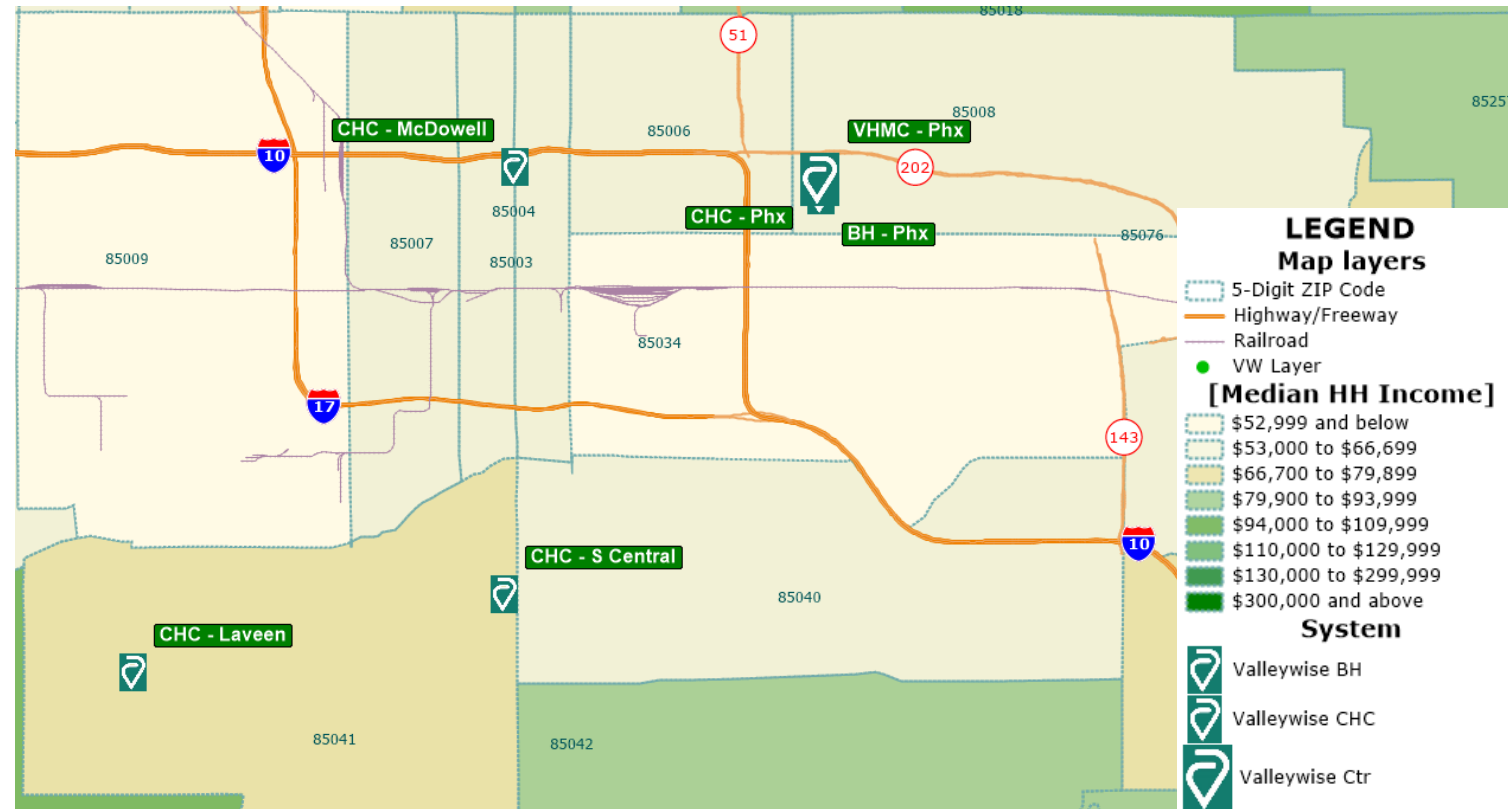 85018
51
85008
8525
CHC - McDowell
85006
VHMC - Phx
10
202
85004
CHC - Phx
BH - Phx
85007
85076
85009
85003
85034
17
143
CHC - S Central
10
85040
CHC - Laveen
85041
85042
LEGEND
Map layers
5-Digit ZIP Code
Highway/Freeway
Railroad
VW Layer
[Median HH Income]
$52,999 and below
$53,000 to $66,699
$66,700 to $79,899
$79,900 to $93,999
$94,000 to $109,999
$110,000 to $129,999
$130,000 to $299,999
$300,000 and above
System
Valleywise BH
Valleywise CHC
Valleywise Ctr